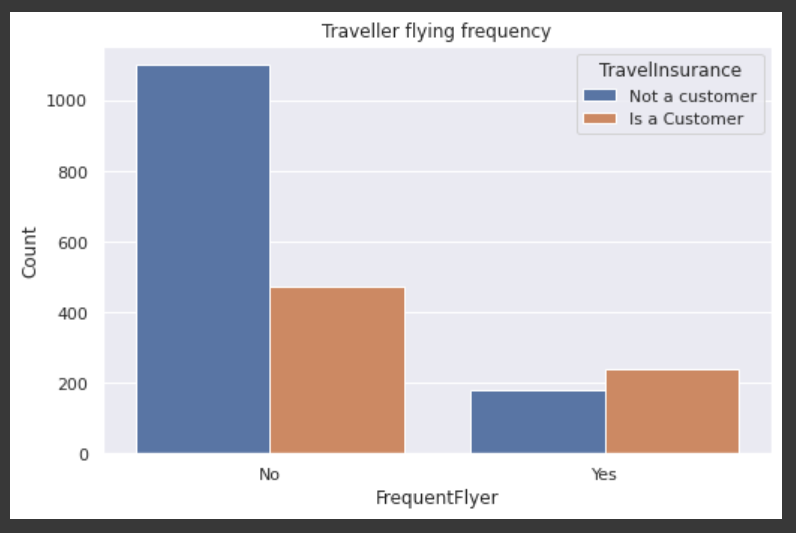 Traveller flying frequency
TravelInsurance
Not a customer
Is a Customer
1000
800
600
400
200
0
Count
No
Yes
FrequentFlyer